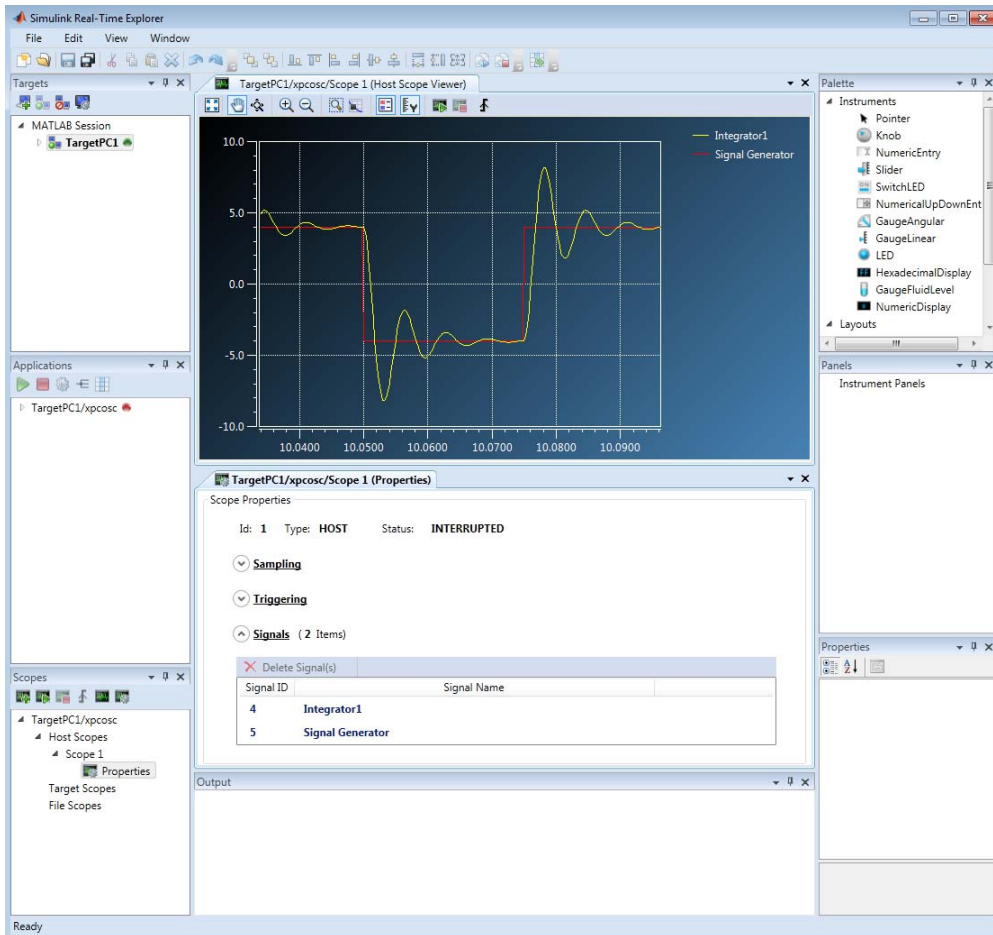 Simulink Real-Time Explorer
File Edit View Window
Targets
MATLAB Session
TargetPC1
Applications
TargetPC1/xpcosc
Scopes
TargetPC1/xpcosc
Host Scopes
Scope 1
Properties
Target Scopes
File Scopes
TargetPC1/xpcosc/Scope 1 (Host Scope Viewer)
10.0
5.0
0.0
-5.0
-10.0
10.0400 10.0500 10.0600 10.0700 10.0800 10.0900
Integrator1
Signal Generator
TargetPC1/xpcosc/Scope 1 (Properties)
Scope Properties
Id: 1 Type: HOST Status: INTERRUPTED
Sampling
Triggering
Signals ( 2 Items)
Delete Signal(s)
Signal ID Signal Name
4 Integrator1
5 Signal Generator
Output
Palette
Instruments
Pointer
Knob
NumericEntry
Slider
SwitchLED
NumericalUpDownEnt
GaugeAngular
GaugeLinear
LED
HexadecimalDisplay
GaugeFluidLevel
NumericDisplay
Layouts
Panels
Instrument Panels
Properties
Ready